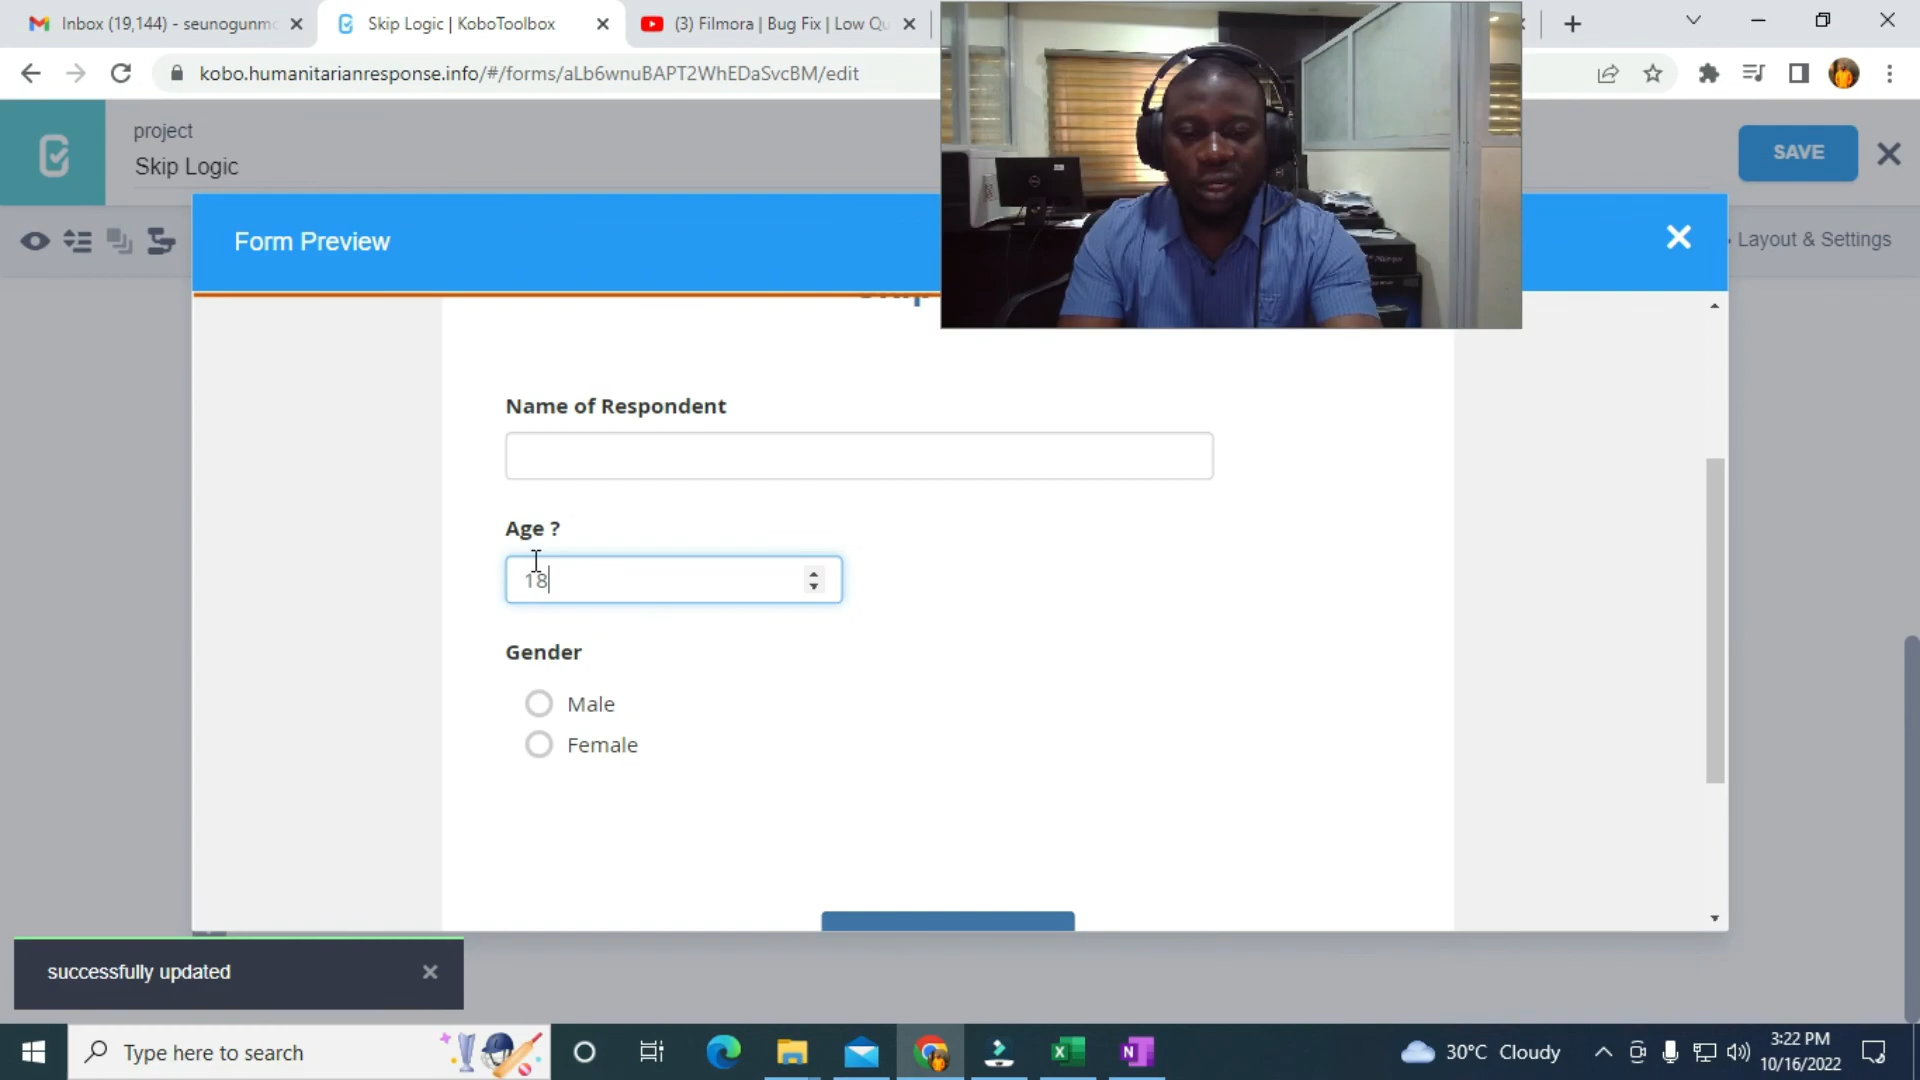 Inbox (19,144) - seunogunmo
Skip Logic | KoboToolbox
(3) Filmora | Bug Fix | Low Qu
kobo.humanitarianresponse.info/#/forms/aLb6wnuBAPT2WhEDaSvcBM/edit
project
Skip Logic
SAVE
Form Preview
Layout & Settings
Name of Respondent
Age ?
18
Gender
Male
Female
successfully updated
Type here to search
30°C Cloudy
3:22 PM
10/16/2022